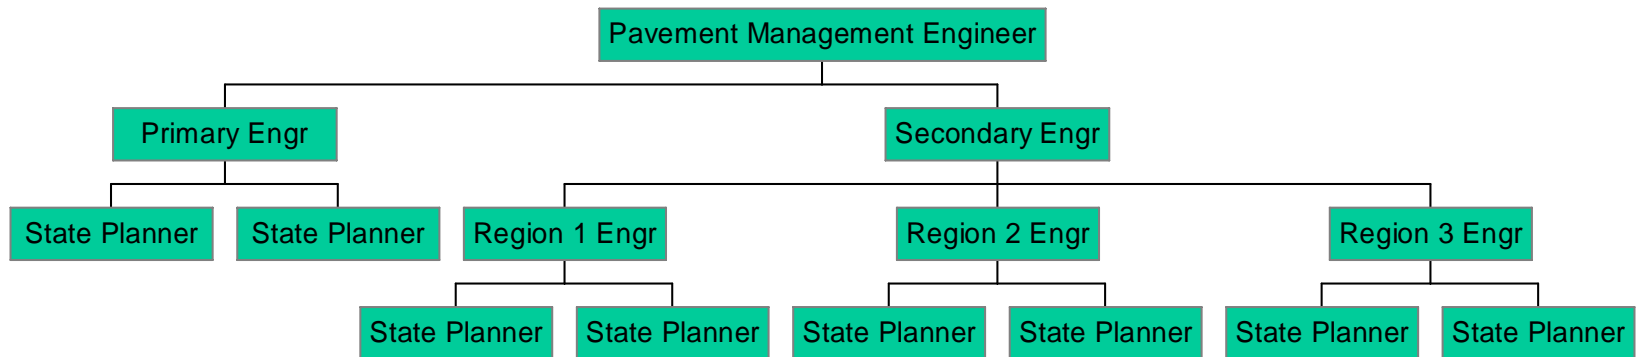 Pavement Management Engineer
Primary Engr
Secondary Engr
State Planner
State Planner
Region 1 Engr
Region 2 Engr
Region 3 Engr
State Planner
State Planner
State Planner
State Planner
State Planner
State Planner